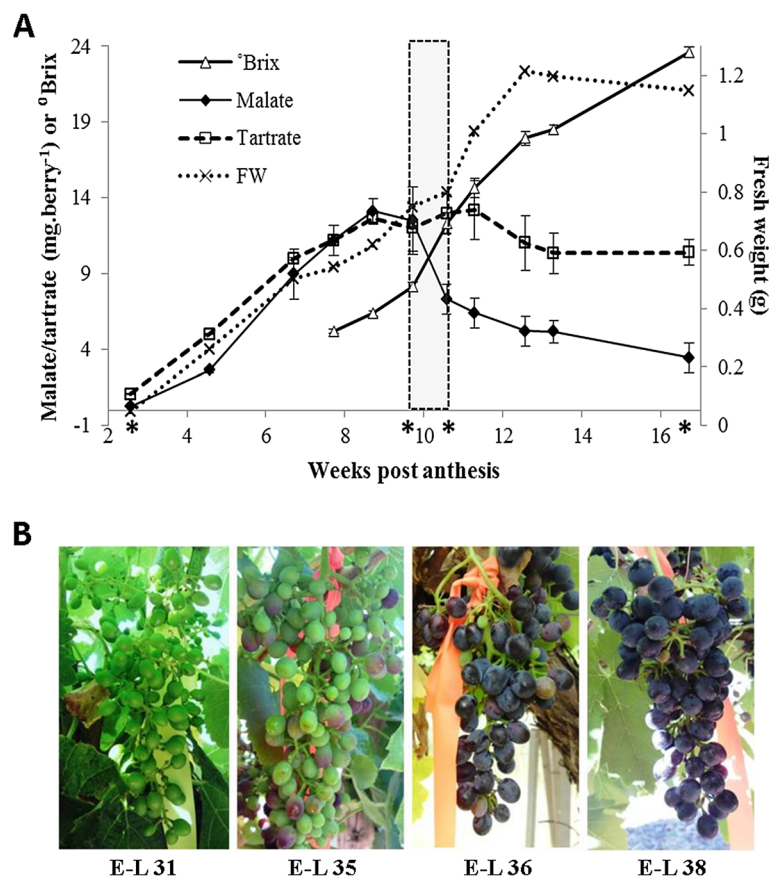 A
Malate/tartrate (mg.berry⁻¹) or °Brix
24
19
14
9
4
-1
°Brix
Malate
Tartrate
FW
1.2
1
0.8
0.6
0.4
0.2
0
Fresh weight (g)
* * * *
2 4 6 8 10 12 14 16
Weeks post anthesis
B
E-L 31 E-L 35 E-L 36 E-L 38